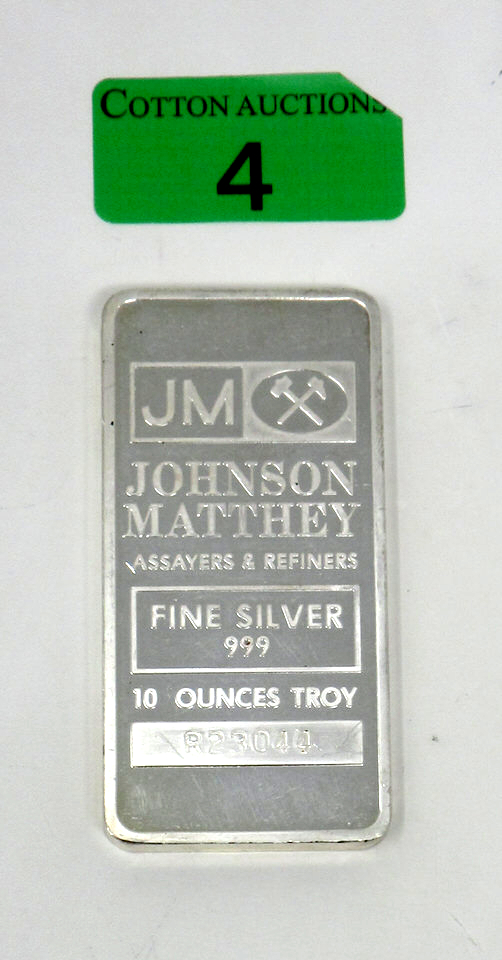 COTTON AUCTIONS
4
JM
JOHNSON
MATTHEY
ASSAYERS & REFINERS
FINE SILVER
999
10 OUNCES TROY
R23044